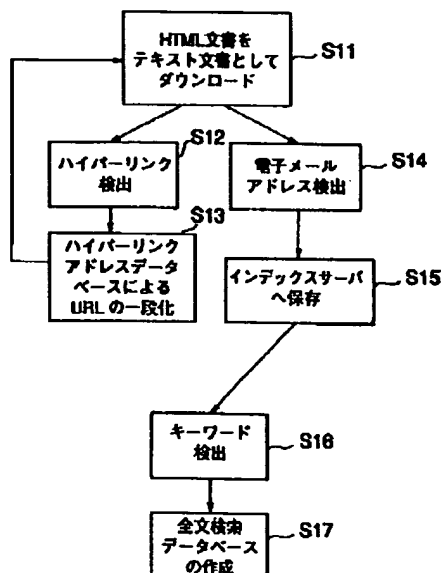 HTML文書を
テキスト文書として
ダウンロード
S11
ハイパーリンク
検出
S12
電子メール
アドレス検出
S14
ハイパーリンク
アドレスデータ
ベースによる
URLの一段化
S13
インデックスサーバ
へ保存
S15
キーワード
検出
S16
全文検索
データベース
の作成
S17